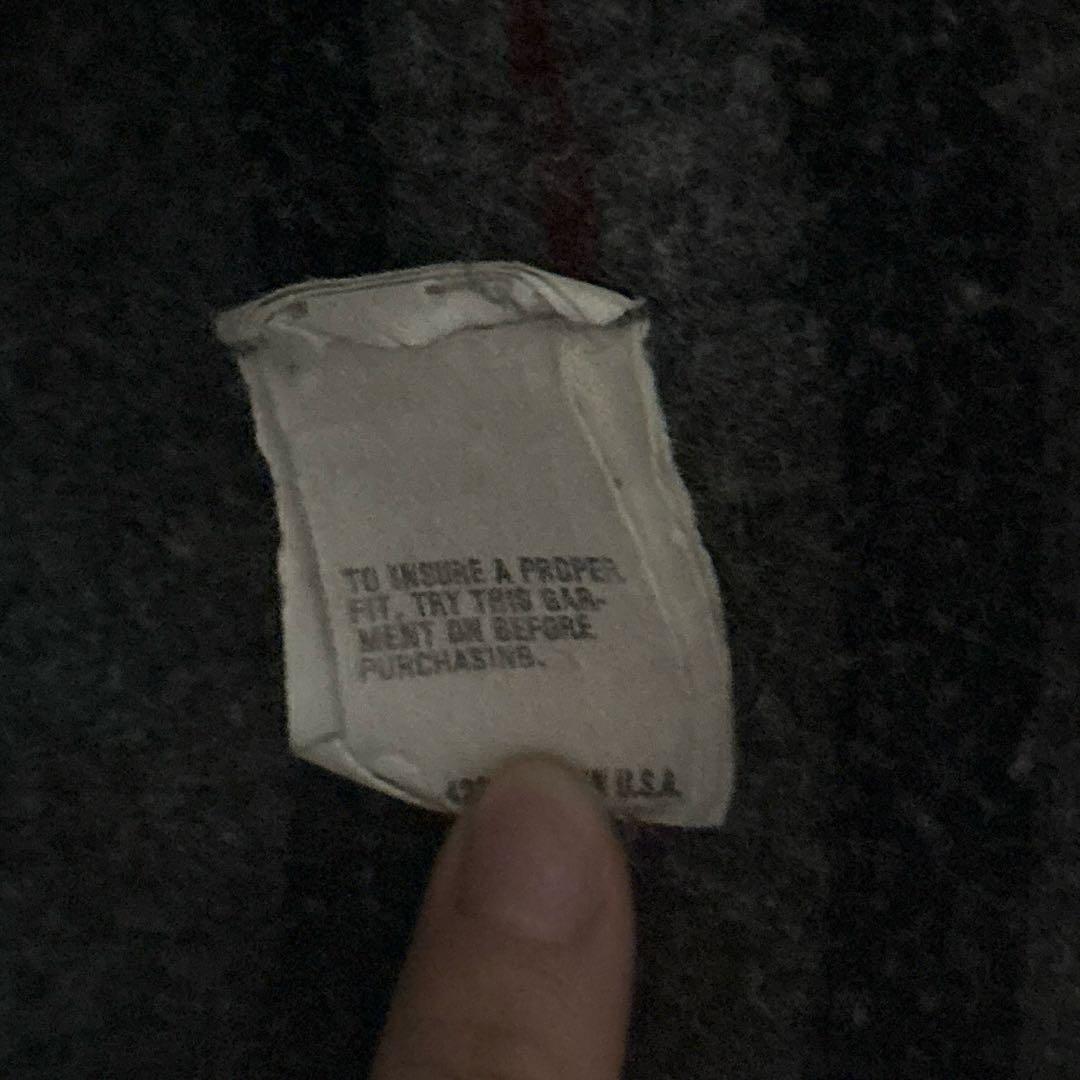 TO INSURE A PROPER
FIT, TRY THIS GAR-
MENT ON BEFORE
PURCHASING.
U.S.A.